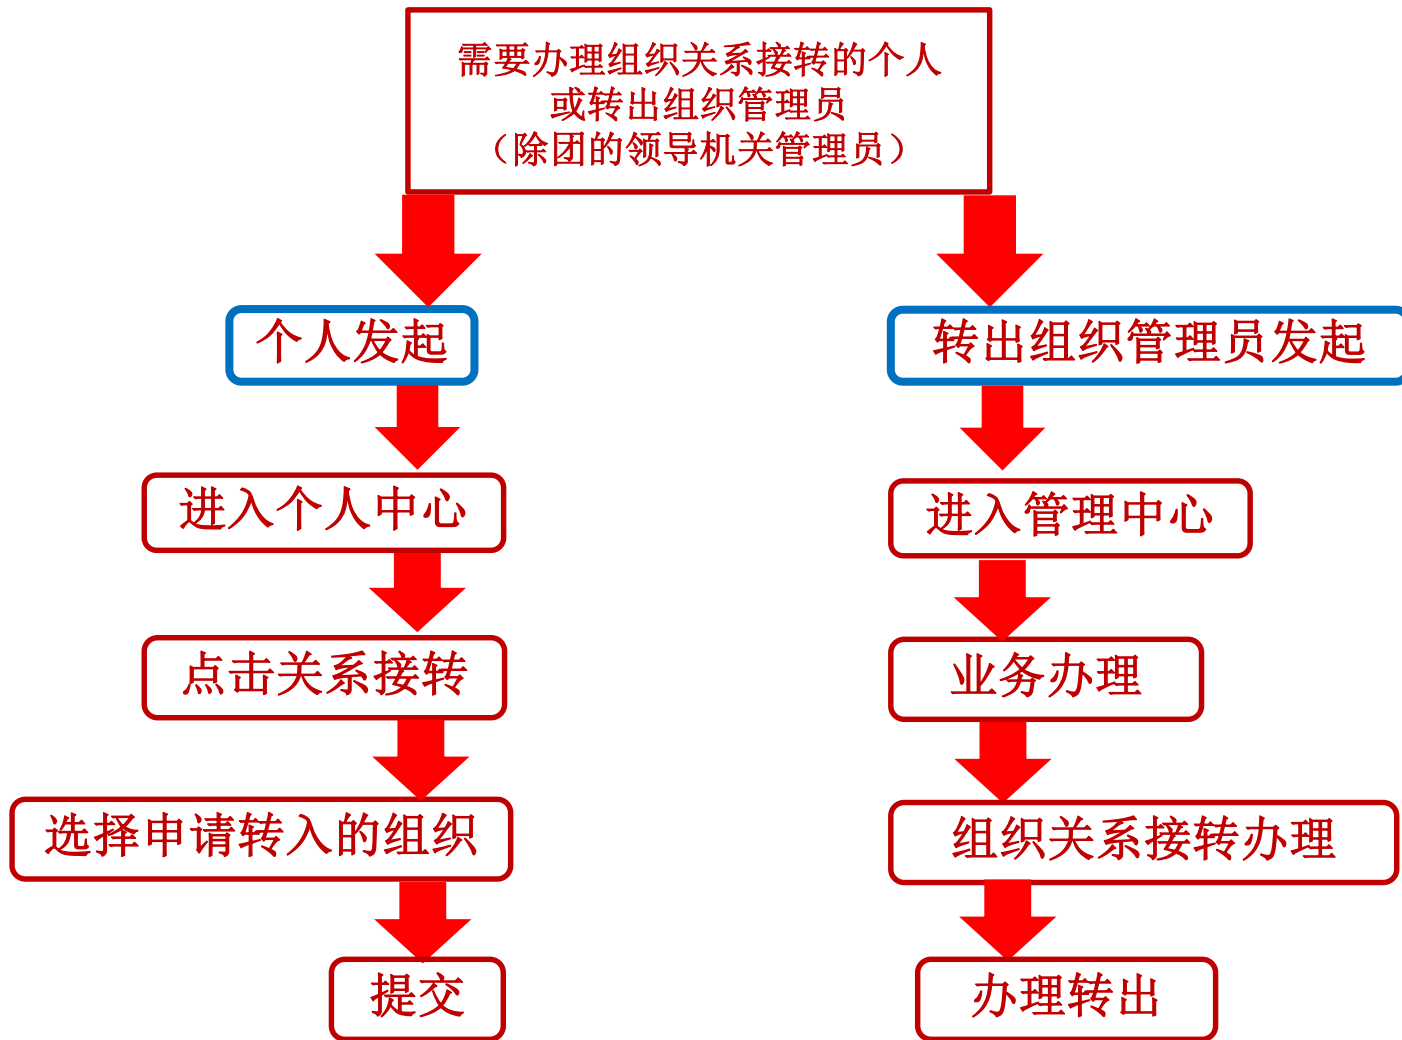 需要办理组织关系接转的个人
或转出组织管理员
（除团的领导机关管理员）
个人发起
进入个人中心
点击关系接转
选择申请转入的组织
提交
转出组织管理员发起
进入管理中心
业务办理
组织关系接转办理
办理转出